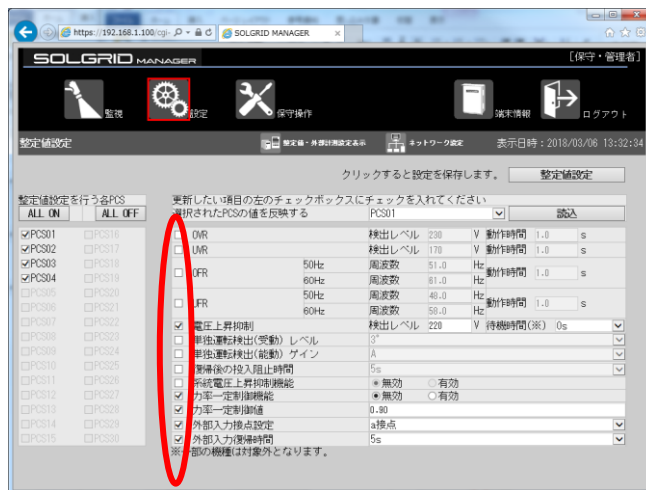 https://192.168.1.100/cgi-
SOLGRID MANAGER
×
SOLGRID MANAGER
[保守・管理者]
監視
設定
保守操作
端末情報
ログアウト
整定値設定
整定値・外部計測設定表示
ネットワーク設定
表示日時：2018/03/06 13:32:34
クリックすると設定を保存します。
整定値設定
整定値設定を行う各PCS
更新したい項目の左のチェックボックスにチェックを入れてください
ALL ON ALL OFF
選択されたPCSの値を反映する PCS01 読込
PCS01 PCS16
PCS02 PCS17
PCS03 PCS18
PCS04 PCS19
PCS05 PCS20
PCS06 PCS21
PCS07 PCS22
PCS08 PCS23
PCS09 PCS24
PCS10 PCS25
PCS11 PCS26
PCS12 PCS27
PCS13 PCS28
PCS14 PCS29
PCS15 PCS30
OVR 検出レベル 230 V 動作時間 1.0 s
UVR 検出レベル 170 V 動作時間 1.0 s
OFR 50Hz 周波数 51.0 Hz 動作時間 1.0 s
60Hz 周波数 61.0 Hz
UFR 50Hz 周波数 48.0 Hz 動作時間 1.0 s
60Hz 周波数 58.0 Hz
電圧上昇抑制 検出レベル 220 V 待機時間(※) 0s
単独運転検出(受動) レベル 3°
単独運転検出(能動) ゲイン A
復帰後の投入阻止時間 5s
系統電圧上昇抑制機能 無効 有効
力率一定制御機能 無効 有効
力率一定制御値 0.90
外部入力接点設定 a接点
外部入力復帰時間 5s
部の機種は対象外となります。